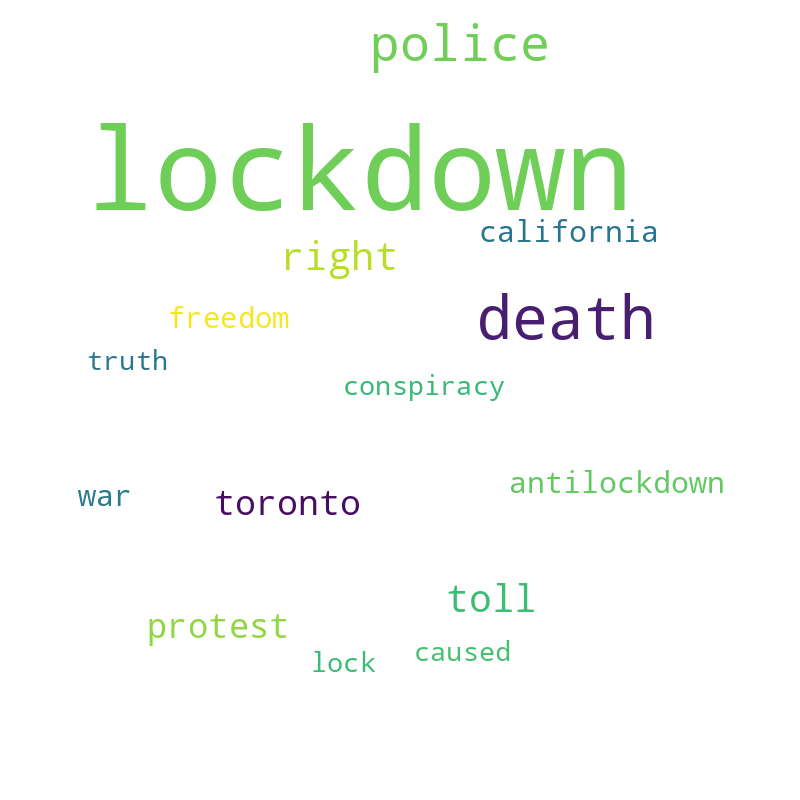 police
lockdown
california
right
death
freedom
truth
conspiracy
antilockdown
war
toronto
toll
protest
caused
lock